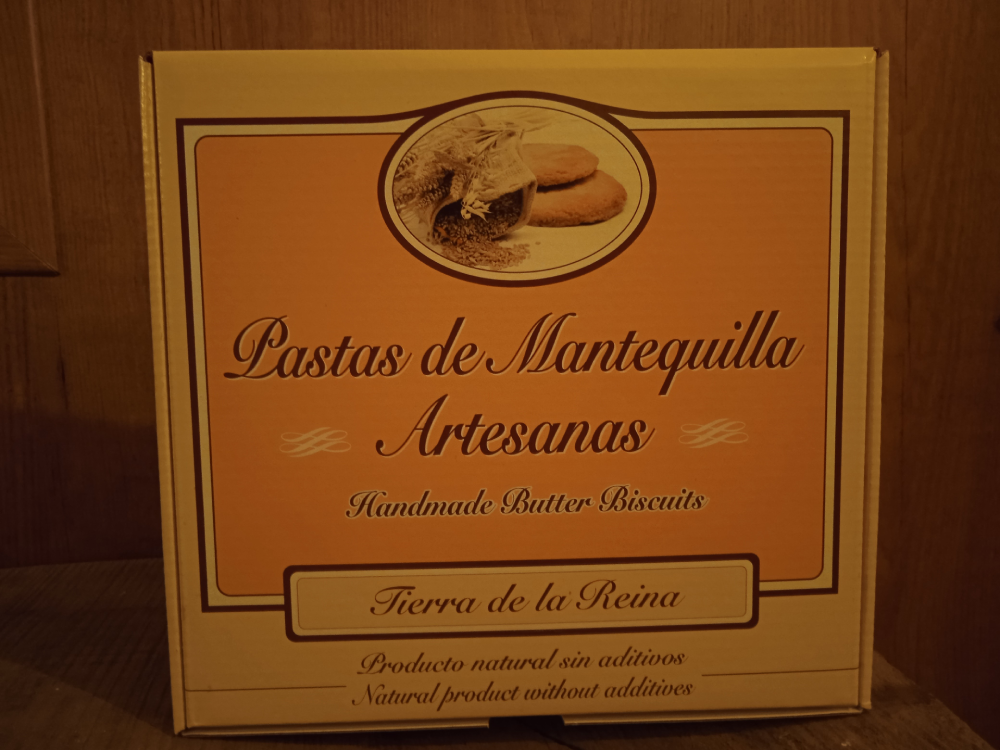 Pastas de Mantequilla
Artesanas
Handmade Butter Biscuits
Tierra de la Reina
Producto natural sin aditivos
Natural product without additives